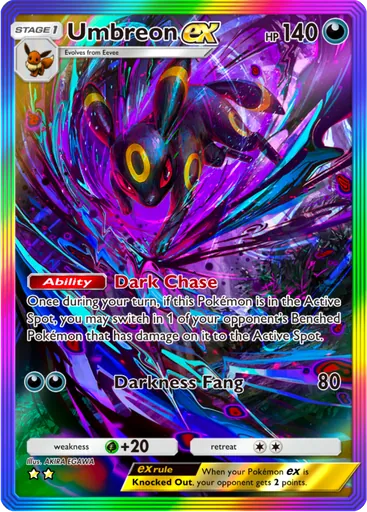 STAGE 1
Umbreon ex
HP 140
Evolves from Eevee
Ability Dark Chase
Once during your turn, if this Pokémon is in the Active
Spot, you may switch in 1 of your opponent's Benched
Pokémon that has damage on it to the Active Spot.
Darkness Fang 80
weakness +20 retreat
Illus. AKIRA EGAWA
ex rule
When your Pokémon ex is
Knocked Out, your opponent gets 2 points.